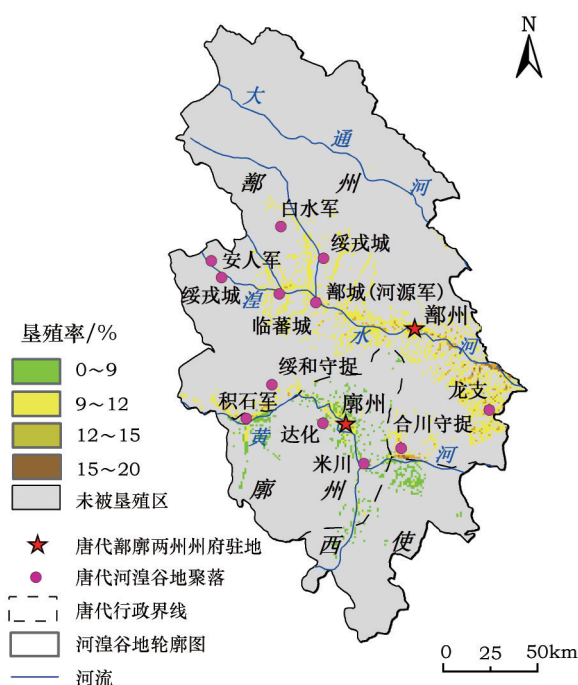 N
大
通
河
鄯
州
白水军
绥戎城
安人军
绥戎城
湟
水
河
鄯城(河源军)
临蕃城
鄯州
垦殖率/%
0~9
9~12
12~15
15~20
未被垦殖区
绥和守捉
积石军
廓州
龙支
黄
达化
合川守捉
河
米川
廓
州
西
使
唐代鄯廓两州州府驻地
唐代河湟谷地聚落
唐代行政界线
河湟谷地轮廓图
河流
0 25 50km